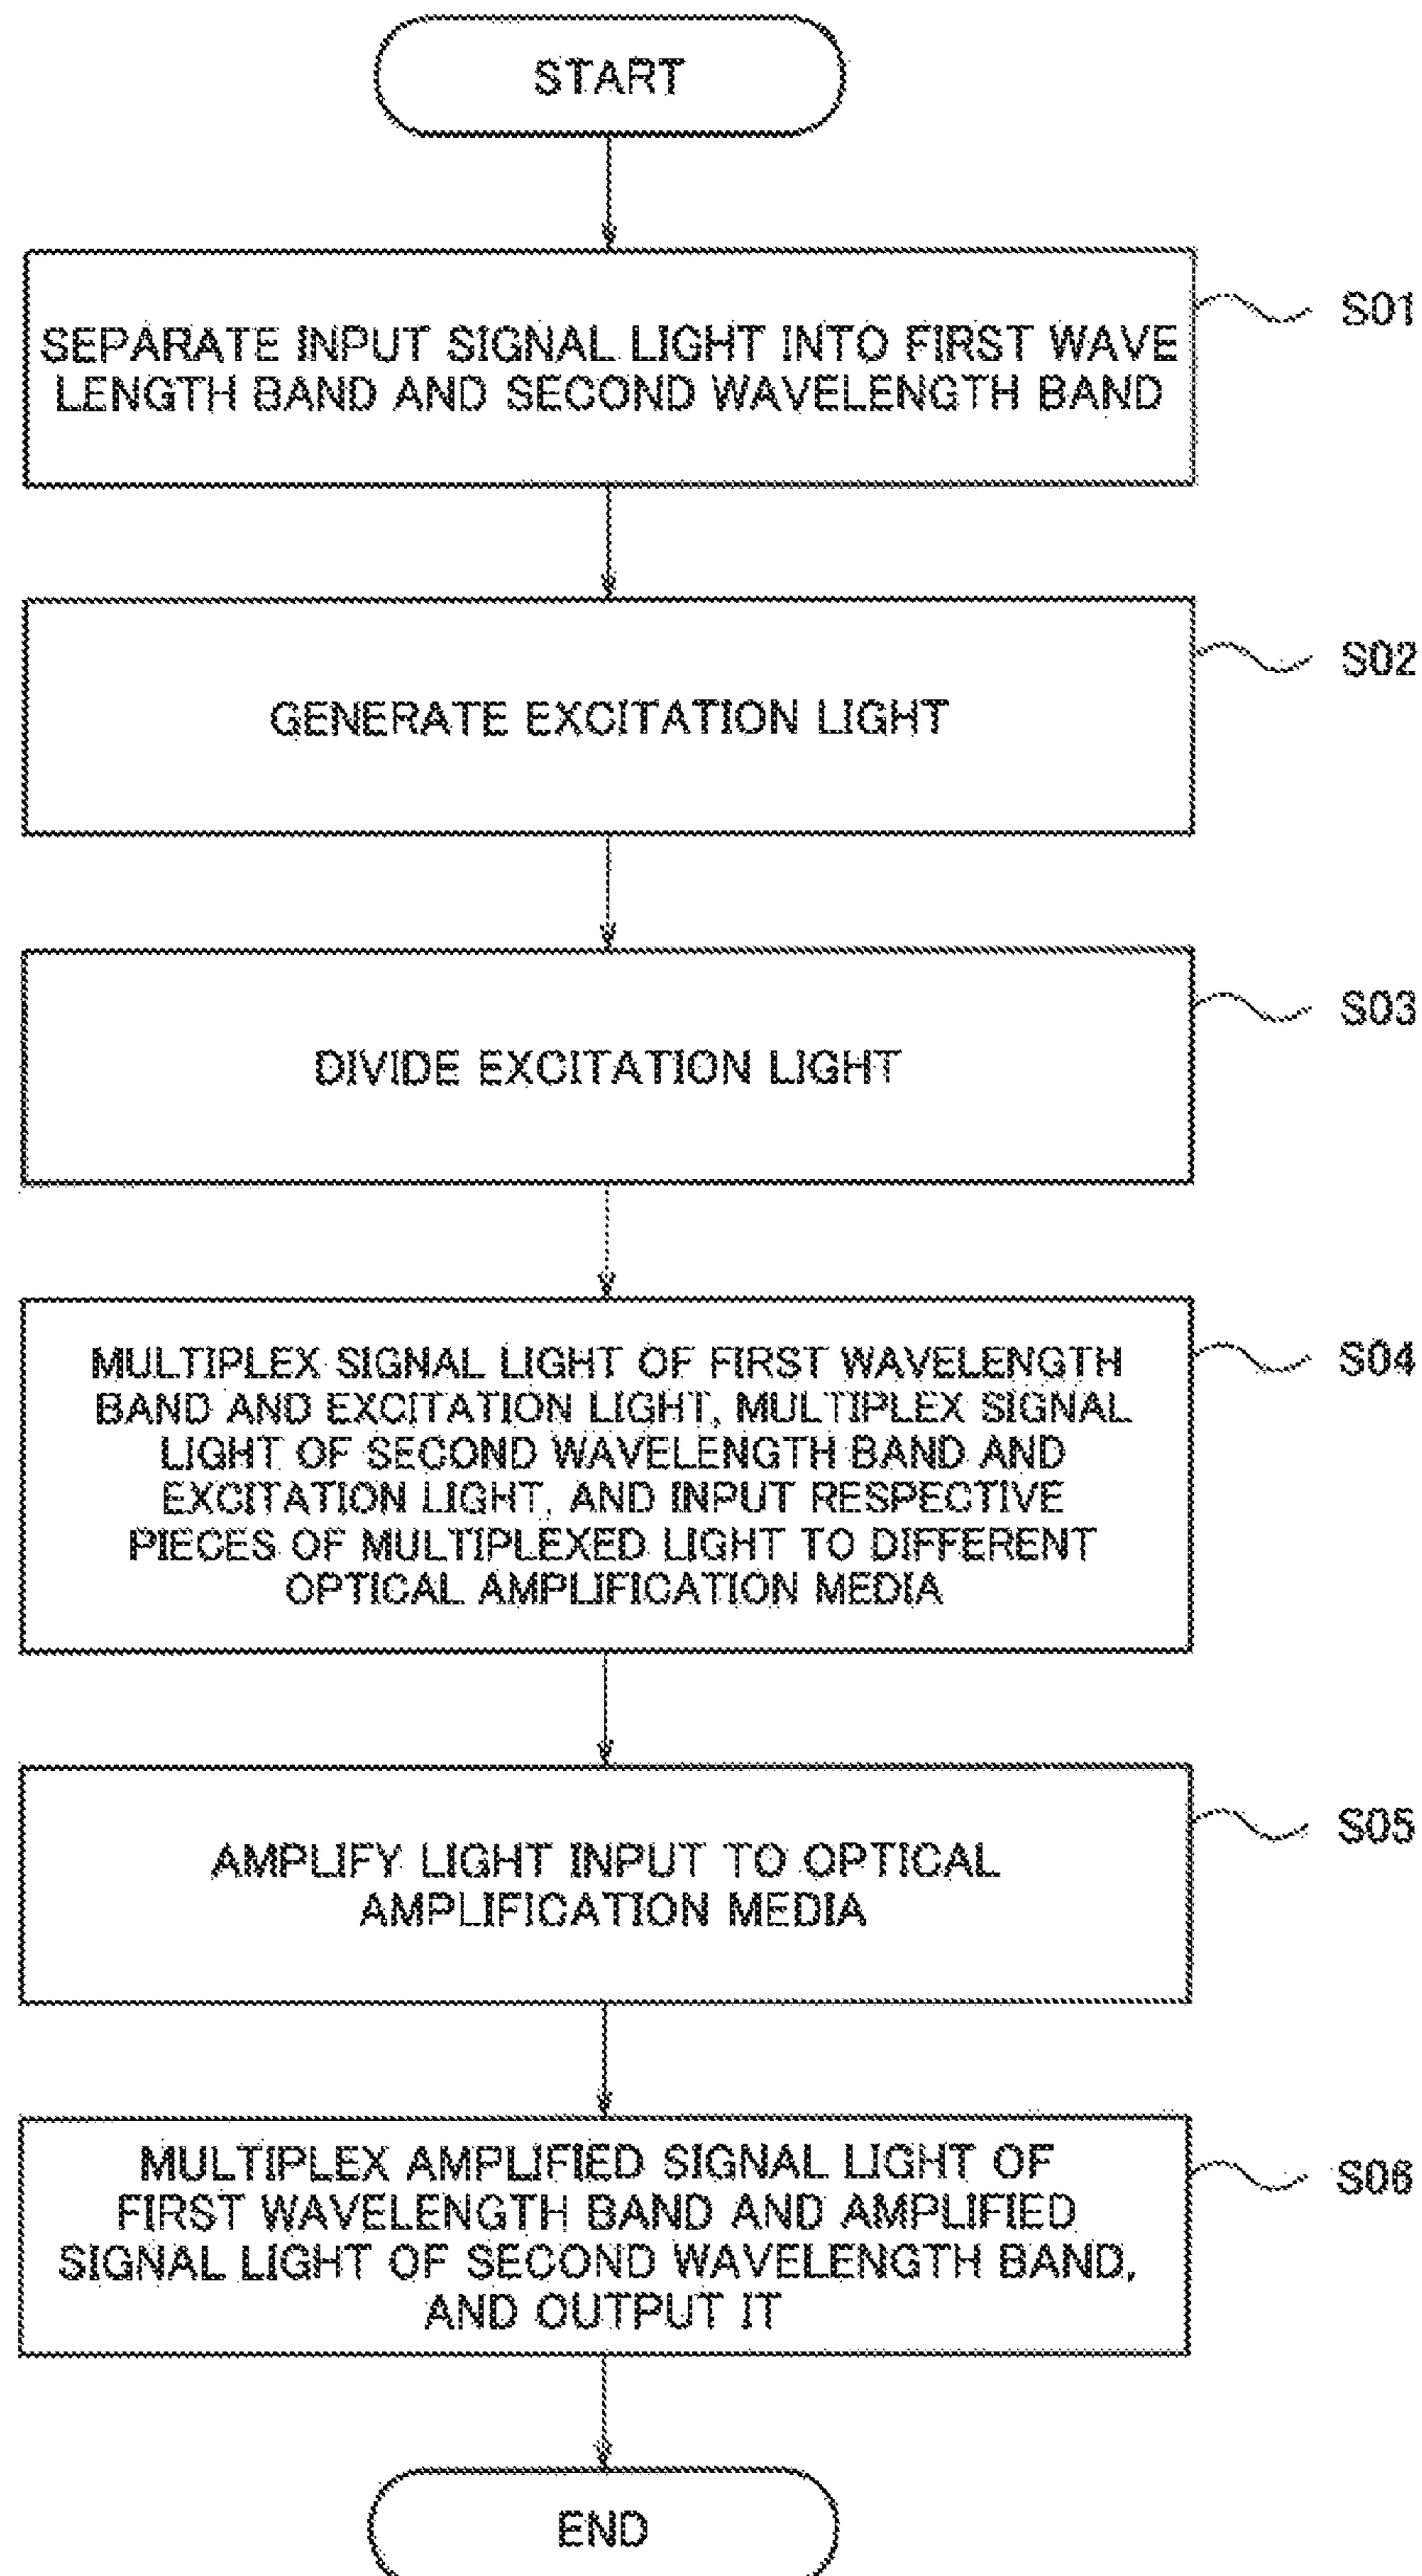 START
SEPARATE INPUT SIGNAL LIGHT INTO FIRST WAVE
LENGTH BAND AND SECOND WAVELENGTH BAND
S01
GENERATE EXCITATION LIGHT
S02
DIVIDE EXCITATION LIGHT
S03
MULTIPLEX SIGNAL LIGHT OF FIRST WAVELENGTH
BAND AND EXCITATION LIGHT, MULTIPLEX SIGNAL
LIGHT OF SECOND WAVELENGTH BAND AND
EXCITATION LIGHT, AND INPUT RESPECTIVE
PIECES OF MULTIPLEXED LIGHT TO DIFFERENT
OPTICAL AMPLIFICATION MEDIA
S04
AMPLIFY LIGHT INPUT TO OPTICAL
AMPLIFICATION MEDIA
S05
MULTIPLEX AMPLIFIED SIGNAL LIGHT OF
FIRST WAVELENGTH BAND AND AMPLIFIED
SIGNAL LIGHT OF SECOND WAVELENGTH BAND,
AND OUTPUT IT
S06
END